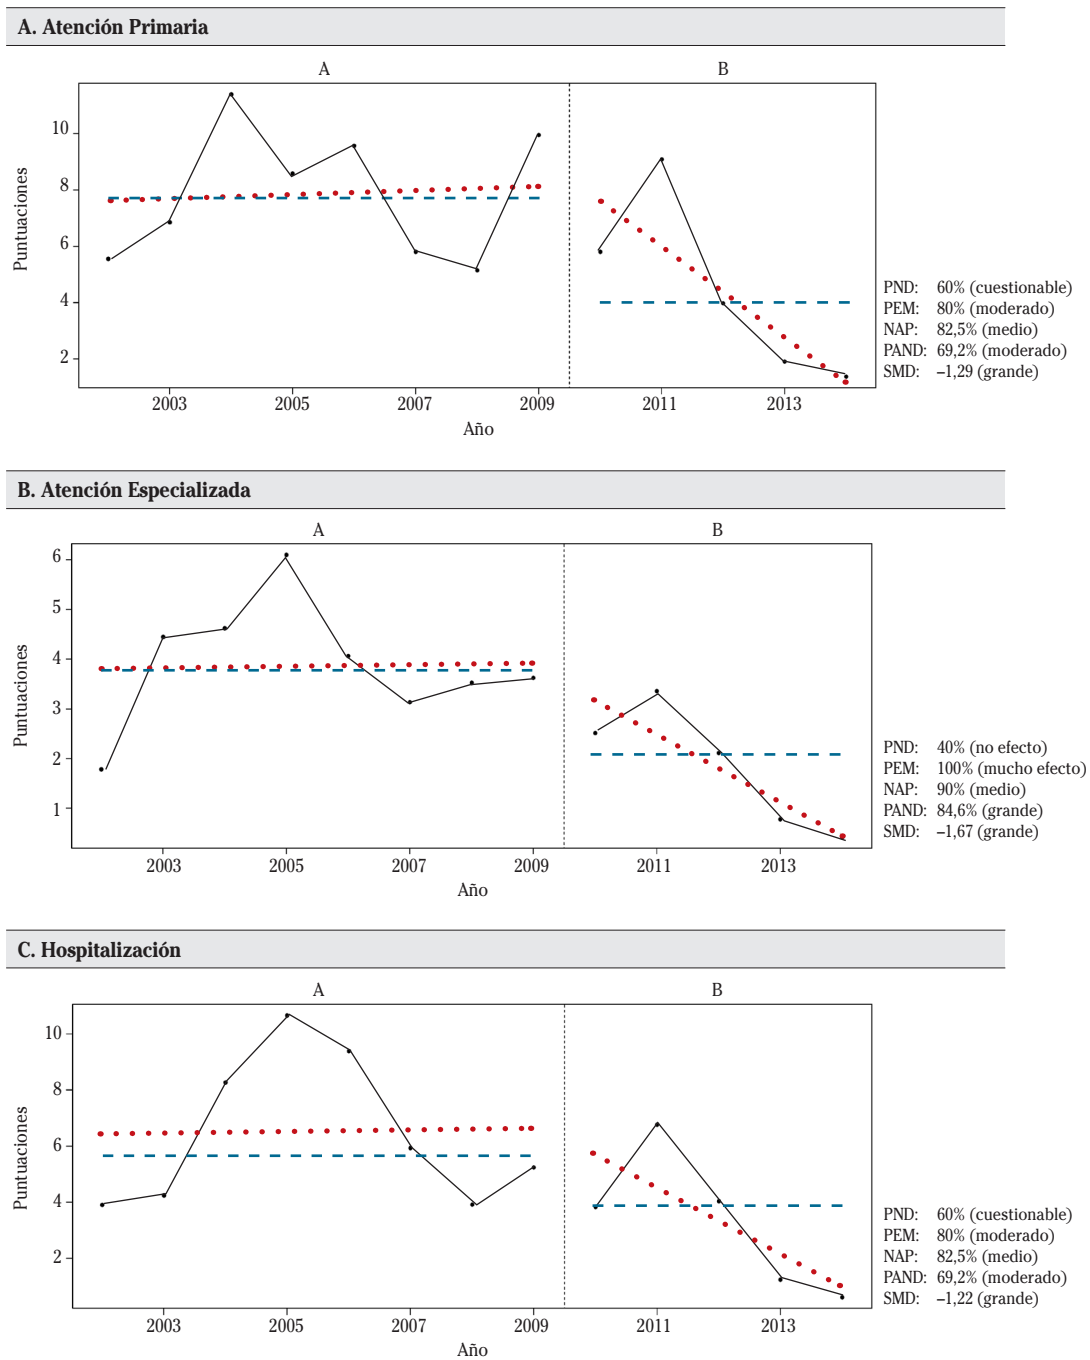 A. Atención Primaria
A B
Puntuaciones
10
8
6
4
2
2003 2005 2007 2009 2011 2013
Año
PND: 60% (cuestionable)
PEM: 80% (moderado)
NAP: 82,5% (medio)
PAND: 69,2% (moderado)
SMD: –1,29 (grande)
B. Atención Especializada
A B
Puntuaciones
6
5
4
3
2
1
2003 2005 2007 2009 2011 2013
Año
PND: 40% (no efecto)
PEM: 100% (mucho efecto)
NAP: 90% (medio)
PAND: 84,6% (grande)
SMD: –1,67 (grande)
C. Hospitalización
A B
Puntuaciones
10
8
6
4
2
2003 2005 2007 2009 2011 2013
Año
PND: 60% (cuestionable)
PEM: 80% (moderado)
NAP: 82,5% (medio)
PAND: 69,2% (moderado)
SMD: –1,22 (grande)